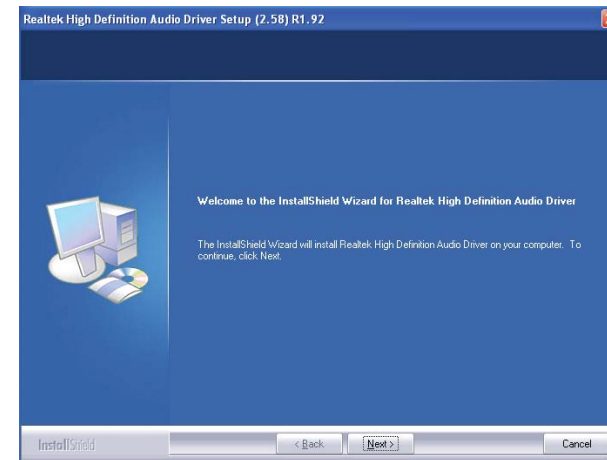 Realtek High Definition Audio Driver Setup (2.58) R1.92
Welcome to the InstallShield Wizard for Realtek High Definition Audio Driver
The InstallShield Wizard will install Realtek High Definition Audio Driver on your computer. To
continue, click Next.
InstallShield
< Back Next > Cancel